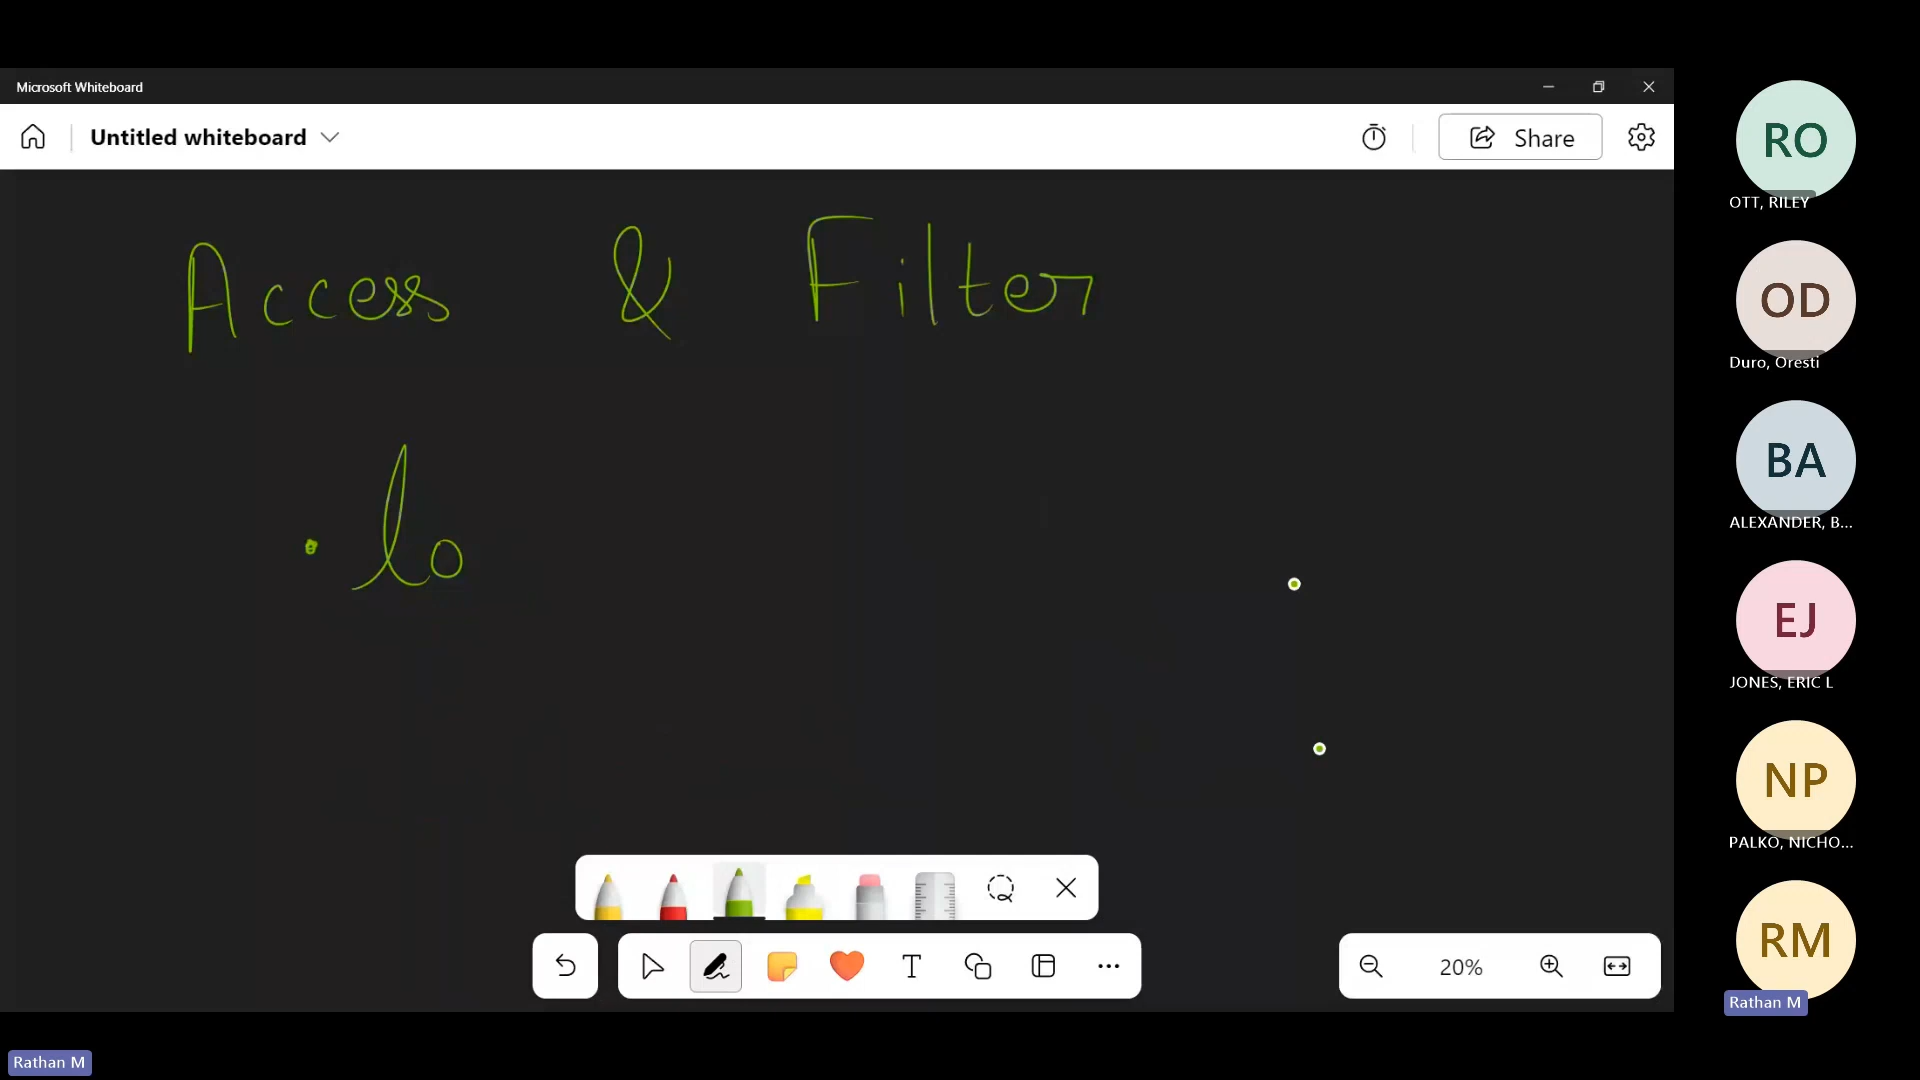 Microsoft Whiteboard
Untitled whiteboard
Share
Access & Filter
· lo
20%
RO
OTT, RILEY
OD
Duro, Oresti
BA
ALEXANDER, B...
EJ
JONES, ERIC L
NP
PALKO, NICHO...
RM
Rathan M
Rathan M